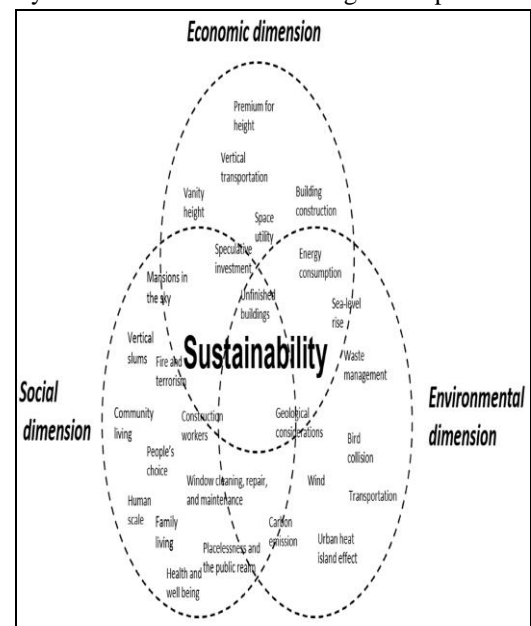 Economic dimension
Premium for
height
Vertical
transportation
Vanity
height
Building
construction
Space
utility
Speculative
investment
Energy
consumption
Mansions in
the sky
Unfinished
buildings
Sea-level
rise
Vertical
slums
Fire and
terrorism
Sustainability
Waste
management
Social
dimension
Environmental
dimension
Community
living
Construction
workers
Geological
considerations
People's
choice
Bird
collision
Window cleaning, repair,
and maintenance
Wind
Transportation
Human
scale
Family
living
Carbon
emission
Urban heat
island effect
Placelessness and
the public realm
Health and
well being